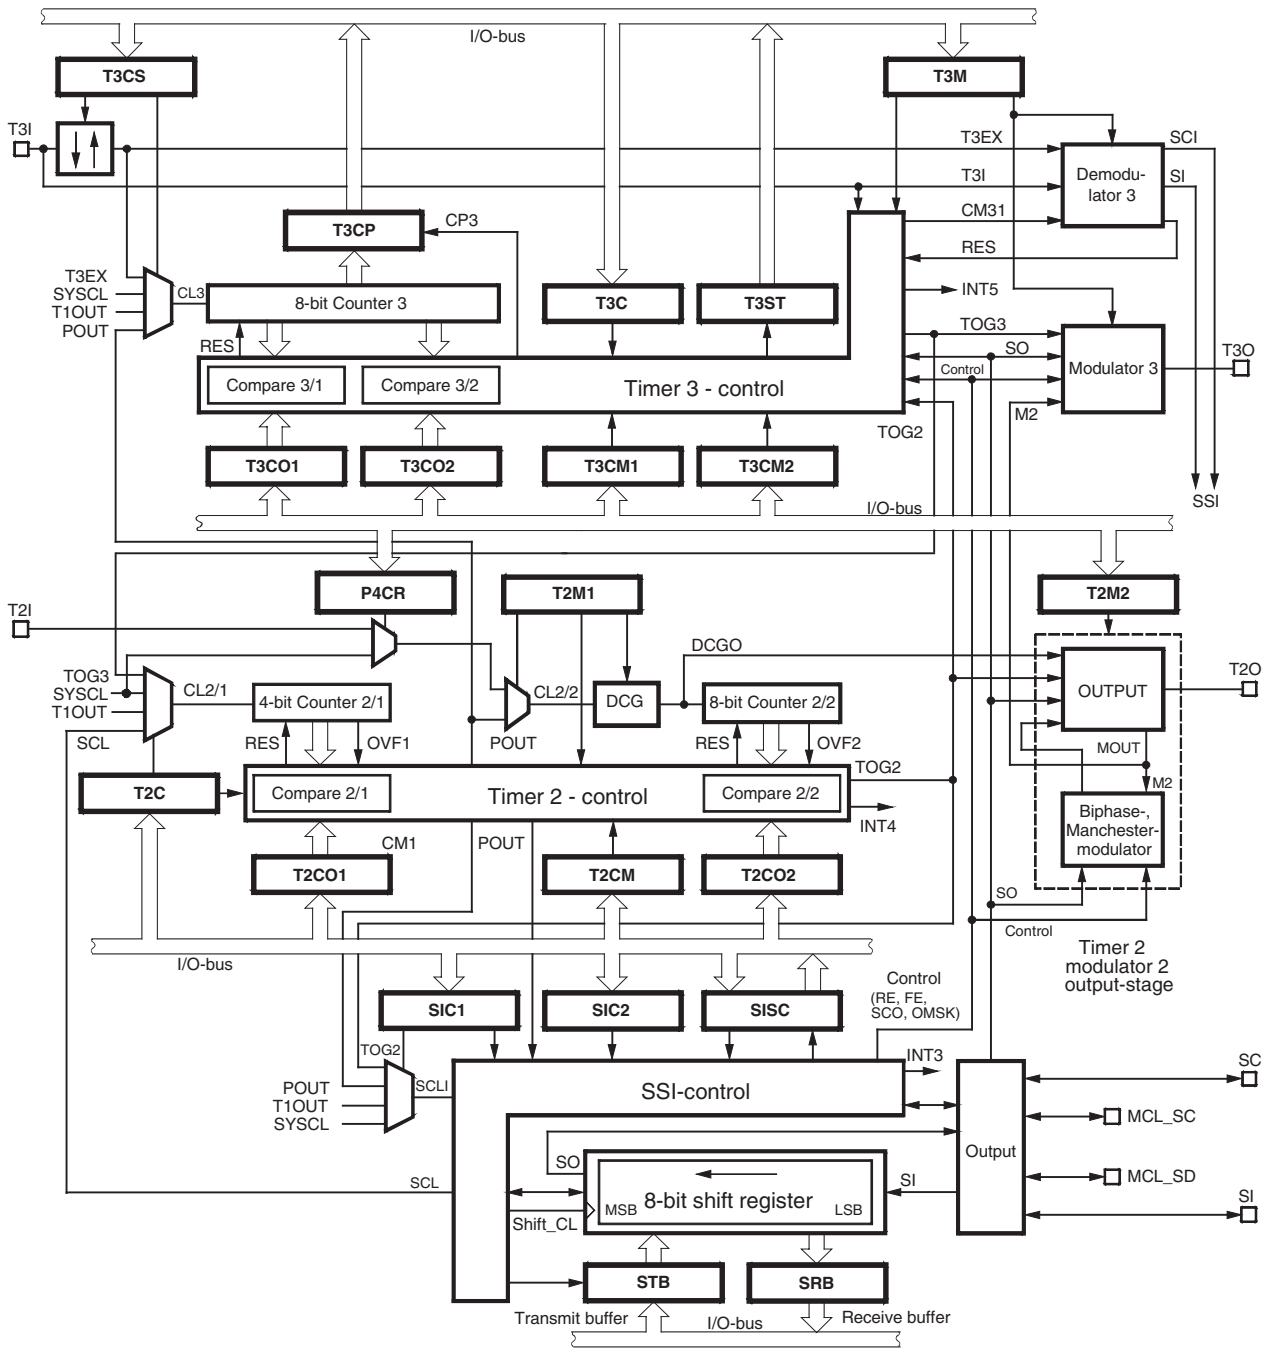 I/O-bus
T3CS
T3M
T3I
T3EX
SCI
T3I
SI
Demodu-
lator 3
T3CP
CP3
CM31
RES
T3EX
SYSCL
T1OUT
POUT
CL3
8-bit Counter 3
T3C
T3ST
INT5
TOG3
RES
SO
T3O
Compare 3/1
Compare 3/2
Timer 3 - control
Control
Modulator 3
M2
TOG2
T3CO1
T3CO2
T3CM1
T3CM2
SSI
I/O-bus
P4CR
T2M1
T2M2
T2I
DCGO
TOG3
SYSCL
T1OUT
SCL
CL2/1
4-bit Counter 2/1
CL2/2
DCG
8-bit Counter 2/2
OUTPUT
T2O
RES
OVF1
POUT
RES
OVF2
MOUT
TOG2
M2
T2C
Compare 2/1
Timer 2 - control
Compare 2/2
INT4
Biphase-,
Manchester-
modulator
CM1
POUT
T2CO1
T2CM
T2CO2
SO
Control
I/O-bus
Timer 2
modulator 2
output-stage
Control
(RE, FE,
SCO, OMSK)
SIC1
SIC2
SISC
TOG2
INT3
POUT
T1OUT
SYSCL
SCLI
SSI-control
SC
MCL_SC
Output
SO
SI
MCL_SD
SCL
8-bit shift register
MSB
LSB
SI
Shift_CL
STB
SRB
Transmit buffer
I/O-bus
Receive buffer